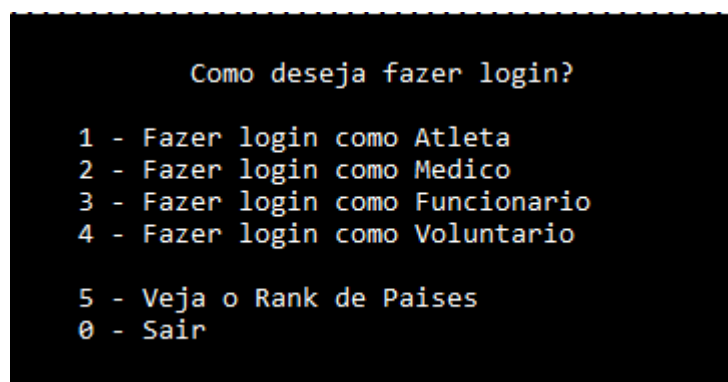 Como deseja fazer login?
1 - Fazer login como Atleta
2 - Fazer login como Medico
3 - Fazer login como Funcionario
4 - Fazer login como Voluntario
5 - Veja o Rank de Paises
0 - Sair